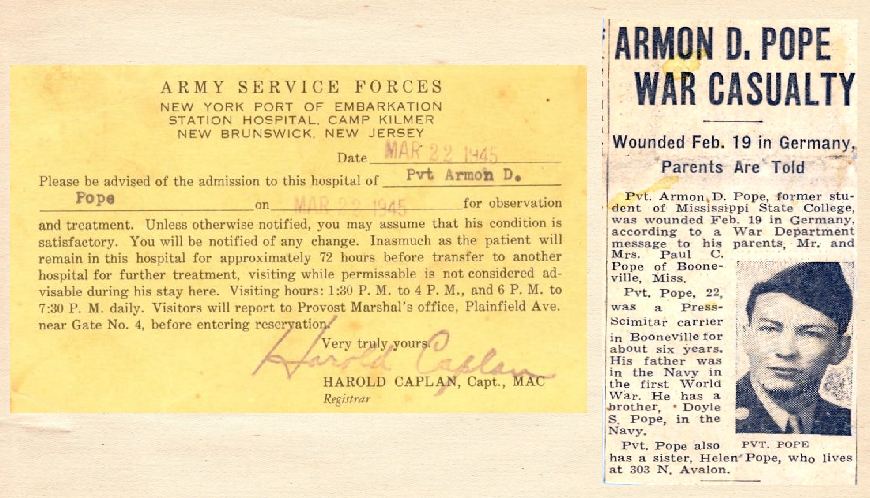 ARMY SERVICE FORCES
NEW YORK PORT OF EMBARKATION
STATION HOSPITAL, CAMP KILMER
NEW BRUNSWICK, NEW JERSEY
Date MAR 22 1945
Please be advised of the admission to this hospital of Pvt Armon D.
Pope on MAR 22 1945 for observation
and treatment. Unless otherwise notified, you may assume that his condition is
satisfactory. You will be notified of any change. Inasmuch as the patient will
remain in this hospital for approximately 72 hours before transfer to another
hospital for further treatment, visiting while permissable is not considered ad-
visable during his stay here. Visiting hours: 1:30 P. M. to 4 P. M., and 6 P. M. to
7:30 P. M. daily. Visitors will report to Provost Marshal's office, Plainfield Ave.
near Gate No. 4, before entering reservation.
Very truly yours,
Harold Caplan
HAROLD CAPLAN, Capt., MAC
Registrar
ARMON D. POPE
WAR CASUALTY
Wounded Feb. 19 in Germany,
Parents Are Told
Pvt. Armon D. Pope, former stu-
dent of Mississippi State College,
was wounded Feb. 19 in Germany,
according to a War Department
message to his parents, Mr. and
Mrs. Paul C.
Pope of Boone-
ville, Miss.
Pvt. Pope, 22,
was a Press-
Scimitar carrier
in Booneville for
about six years.
His father was
in the Navy in
the first World
War. He has a
brother, Doyle
S. Pope, in the
Navy.
Pvt. Pope also
PVT. POPE
has a sister, Helen Pope, who lives
at 303 N. Avalon.